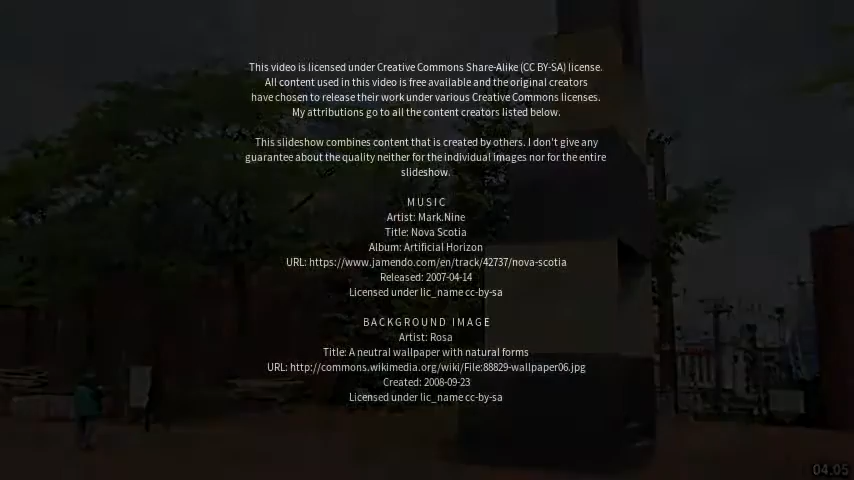 This video is licensed under Creative Commons Share-Alike (CC BY-SA) license.
All content used in this video is free available and the original creators
have chosen to release their work under various Creative Commons licenses.
My attributions go to all the content creators listed below.
This slideshow combines content that is created by others. I don't give any
guarantee about the quality neither for the individual images nor for the entire
slideshow.
MUSIC
Artist: Mark.Nine
Title: Nova Scotia
Album: Artificial Horizon
URL: https://www.jamendo.com/en/track/42737/nova-scotia
Released: 2007-04-14
Licensed under lic_name cc-by-sa
BACKGROUND IMAGE
Artist: Rosa
Title: A neutral wallpaper with natural forms
URL: http://commons.wikimedia.org/wiki/File:88829-wallpaper06.jpg
Created: 2008-09-23
Licensed under lic_name cc-by-sa
04.05